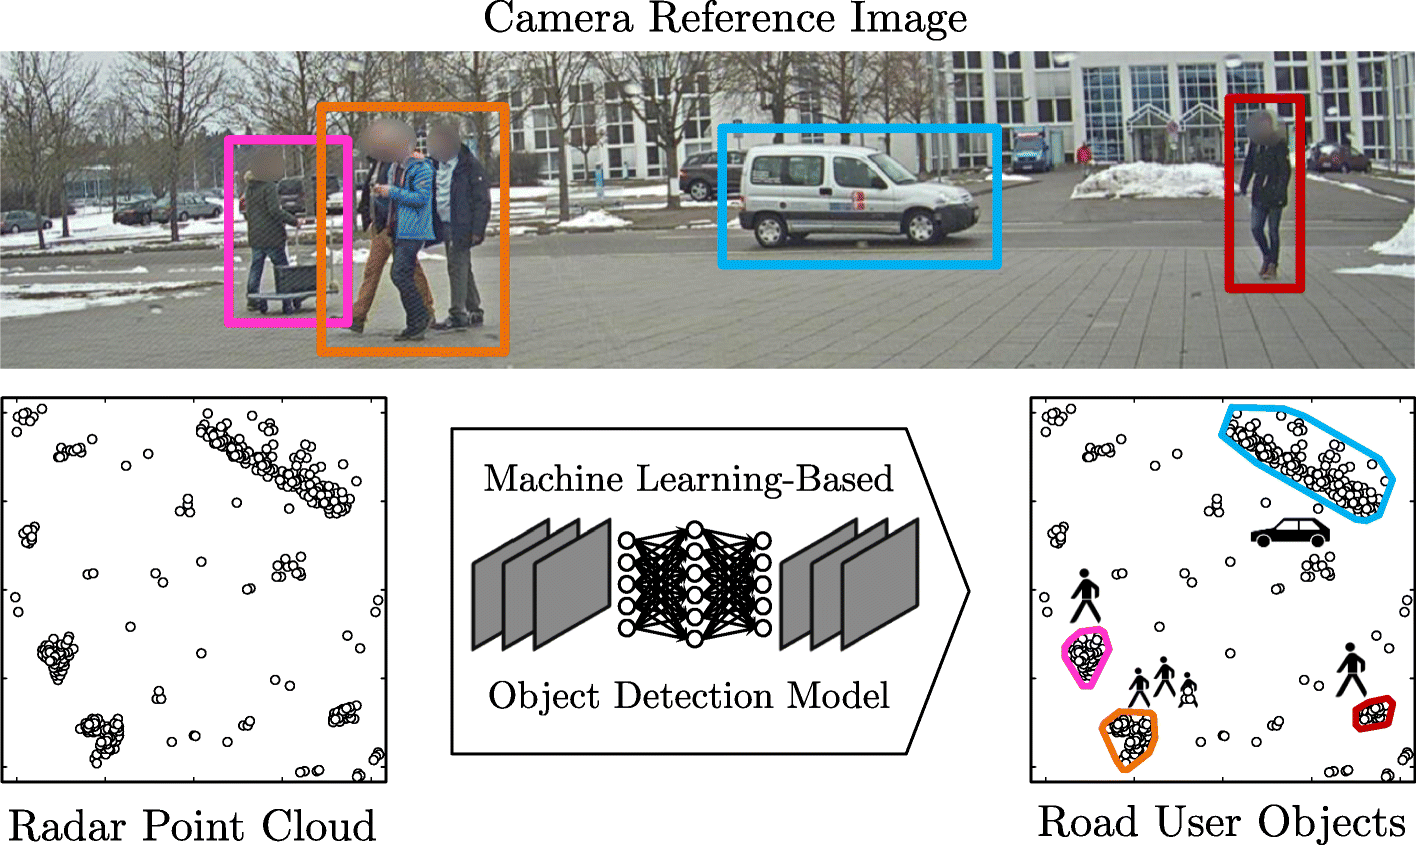 Camera Reference Image
Machine Learning-Based
Object Detection Model
Radar Point Cloud
Road User Objects